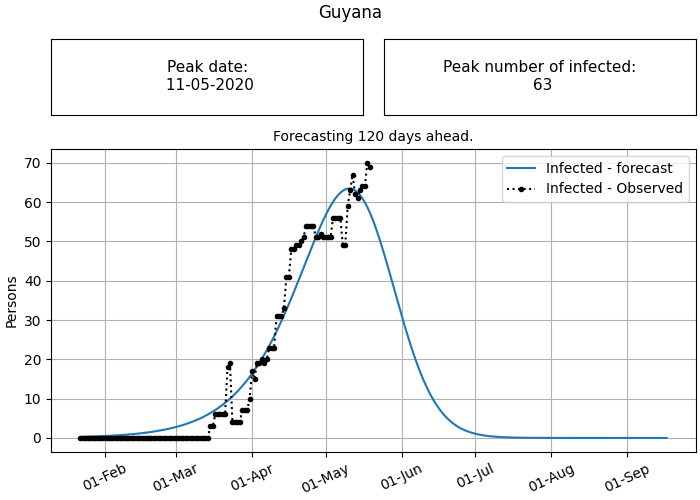 Guyana
Peak date:
11-05-2020
Peak number of infected:
63
Forecasting 120 days ahead.
Infected - forecast
Infected - Observed
Persons
70
60
50
40
30
20
10
0
01-Feb
01-Mar
01-Apr
01-May
01-Jun
01-Jul
01-Aug
01-Sep